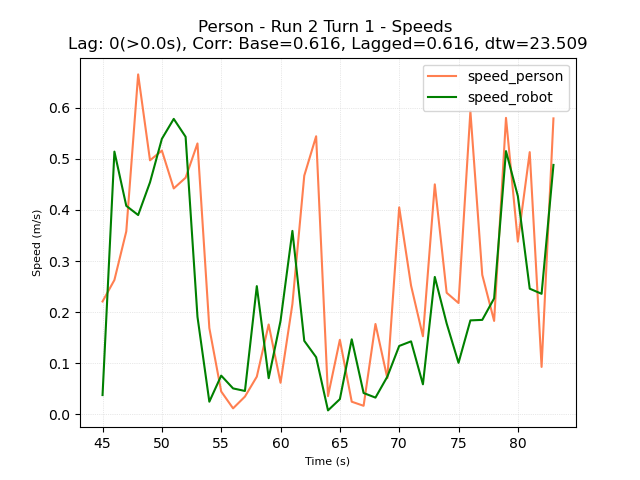 Person - Run 2 Turn 1 - Speeds
Lag: 0(>0.0s), Corr: Base=0.616, Lagged=0.616, dtw=23.509
speed_person
speed_robot
0.6
0.5
0.4
0.3
0.2
0.1
0.0
Speed (m/s)
45 50 55 60 65 70 75 80
Time (s)